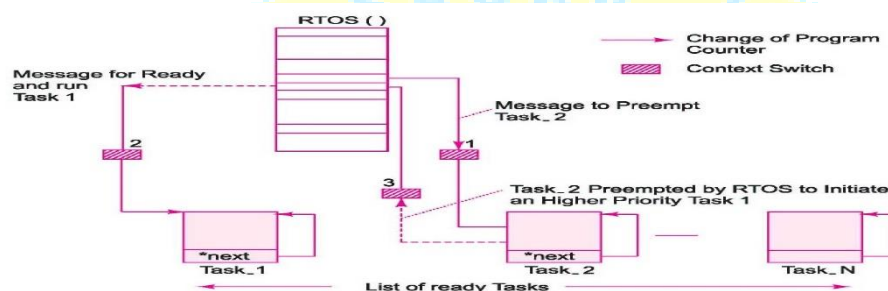 RTOS ( )
Change of Program
Counter
Context Switch
Message for Ready
and run
Task 1
Message to Preempt
Task_2
2
1
3
Task_2 Preempted by RTOS to Initiate
an Higher Priority Task 1
*next
*next
Task_1
Task_2
Task_N
List of ready Tasks